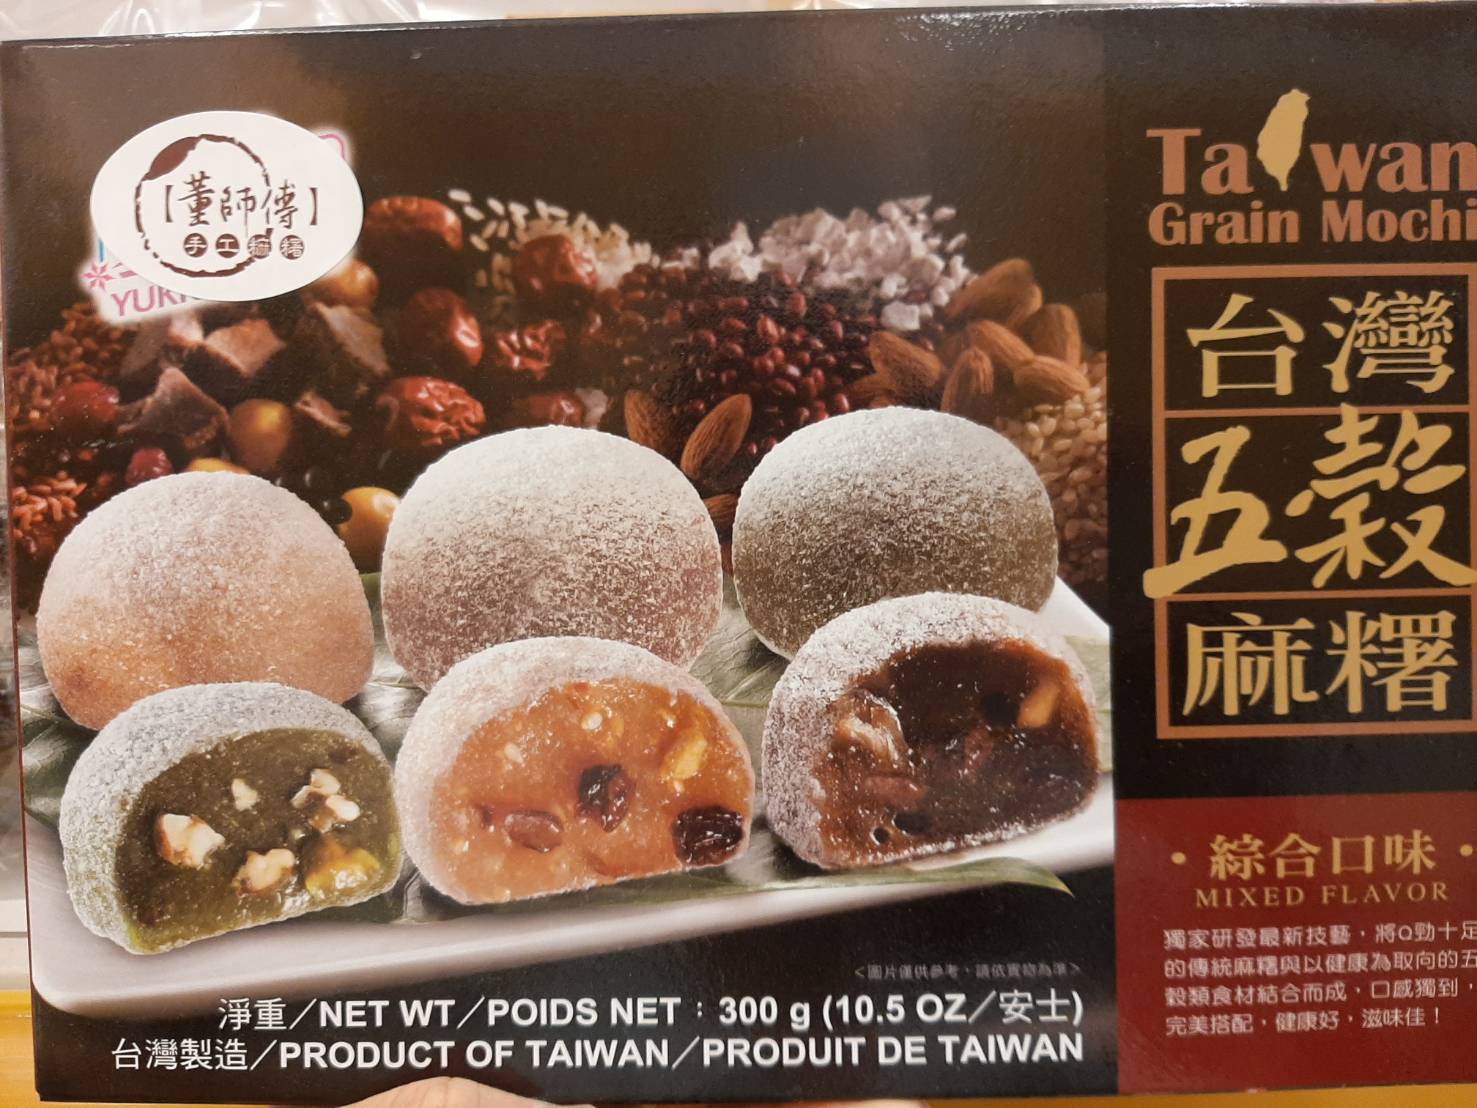 【董師傅】
手工麻糬
YUKI
Taiwan
Grain Mochi
台灣
五穀
麻糬
·綜合口味·
MIXED FLAVOR
獨家研發最新技藝，將Q勁十足
的傳統麻糬與以健康為取向的五
穀類食材結合而成，口感獨到，
完美搭配，健康好，滋味佳！
<圖片僅供參考，請依實物為準>
淨重／NET WT／POIDS NET：300 g (10.5 OZ／安士)
台灣製造／PRODUCT OF TAIWAN／PRODUIT DE TAIWAN